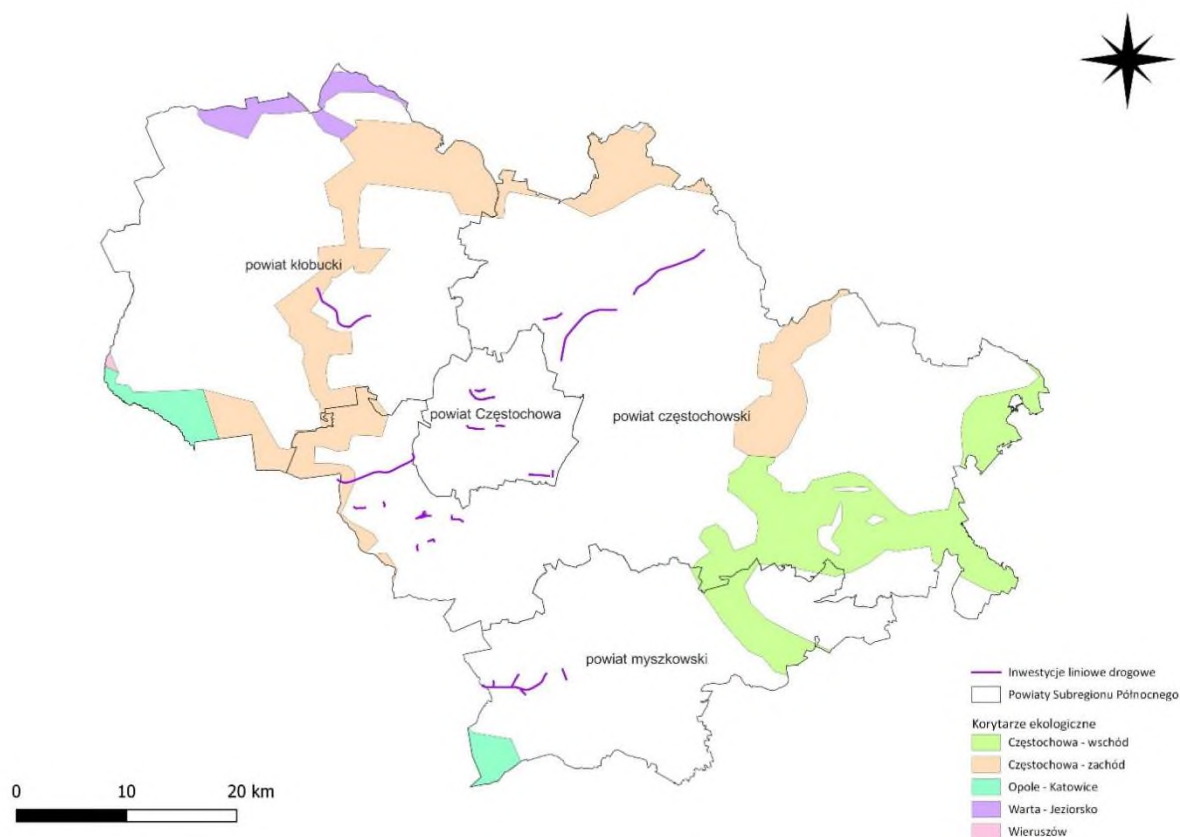 powiat kłobucki
powiat Częstochowa
powiat częstochowski
powiat myszkowski
Inwestycje liniowe drogowe
Powiaty Subregionu Północnego
Korytarze ekologiczne
Częstochowa - wschód
Częstochowa - zachód
Opole - Katowice
Warta - Jeziorsko
Wieruszów
0 10 20 km